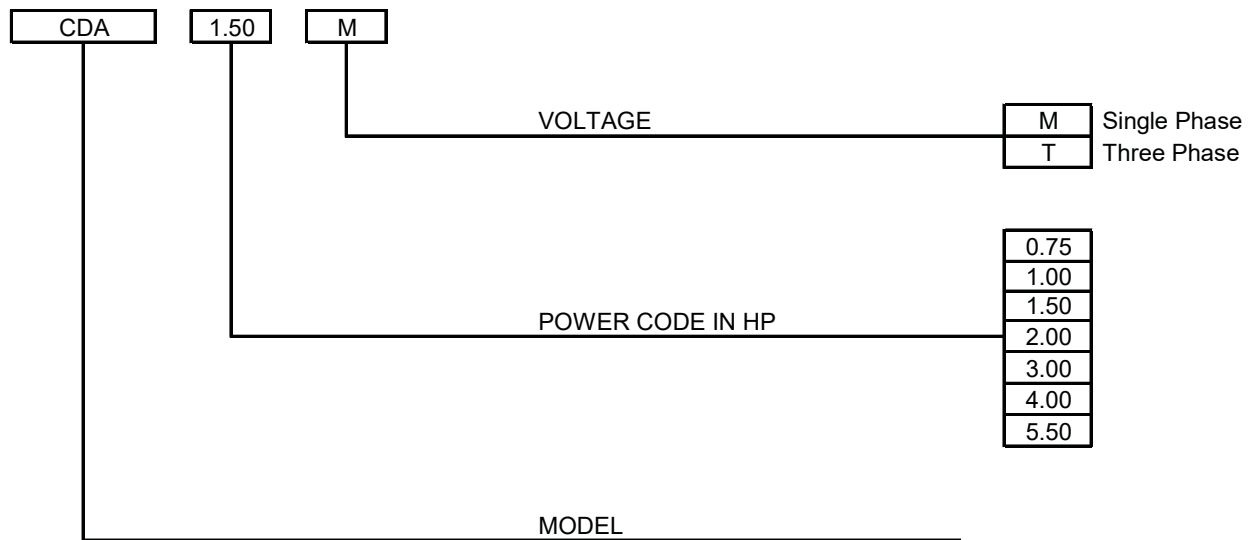 CDA 1.50 M
VOLTAGE
M Single Phase
T Three Phase
0.75
1.00
1.50
POWER CODE IN HP
2.00
3.00
4.00
5.50
MODEL